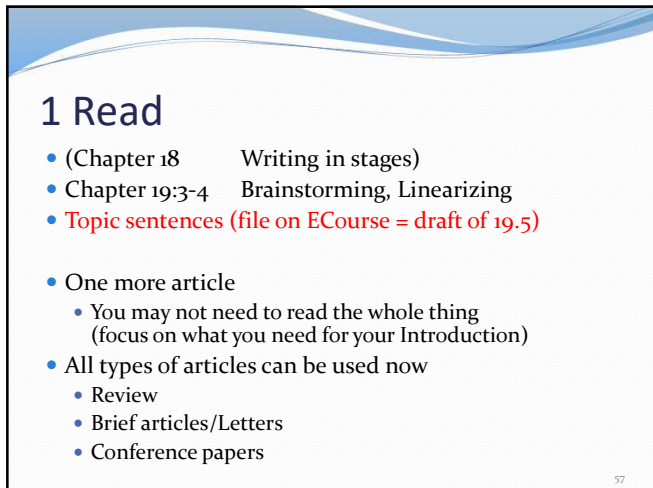 1 Read
• (Chapter 18 Writing in stages)
• Chapter 19:3-4 Brainstorming, Linearizing
• Topic sentences (file on ECourse = draft of 19.5)
• One more article
• You may not need to read the whole thing
(focus on what you need for your Introduction)
• All types of articles can be used now
• Review
• Brief articles/Letters
• Conference papers
57